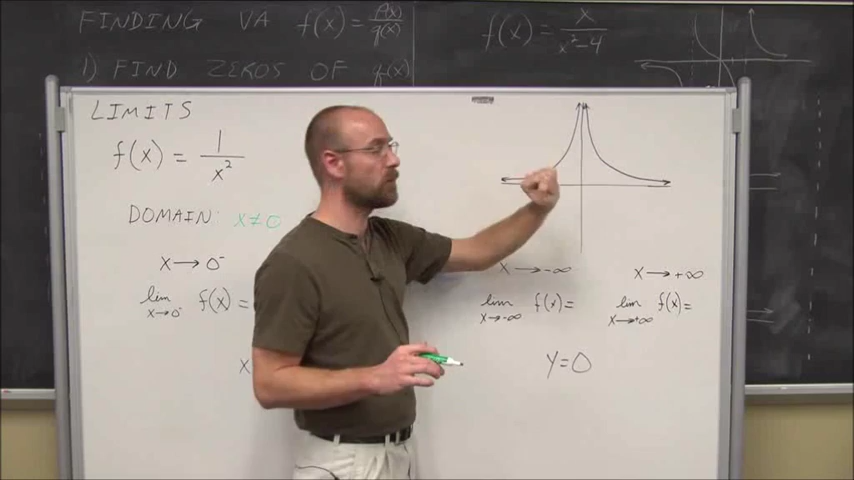 FINDING VA f(x) = A(x)/q(x)
1) FIND ZEROS OF q(x)
f(x) = x/x²-4
LIMITS
f(x) = 1/x²
DOMAIN: x≠0
x→0⁻
lim x→0⁻ f(x) =
x
x→-∞
lim x→-∞ f(x)=
x→+∞
lim x→+∞ f(x)=
y=0